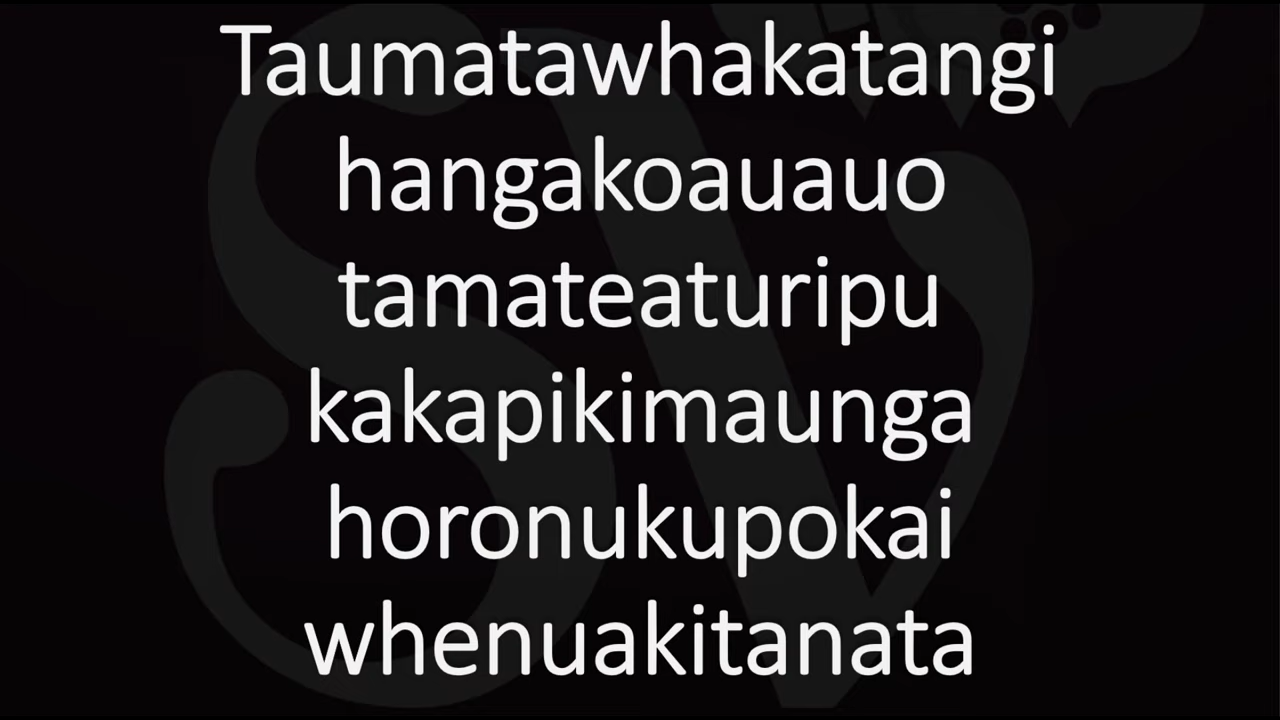 Taumatawhakatangi
hangakoauauo
tamateaturipu
kakapikimaunga
horonukupokai
whenuakitanata